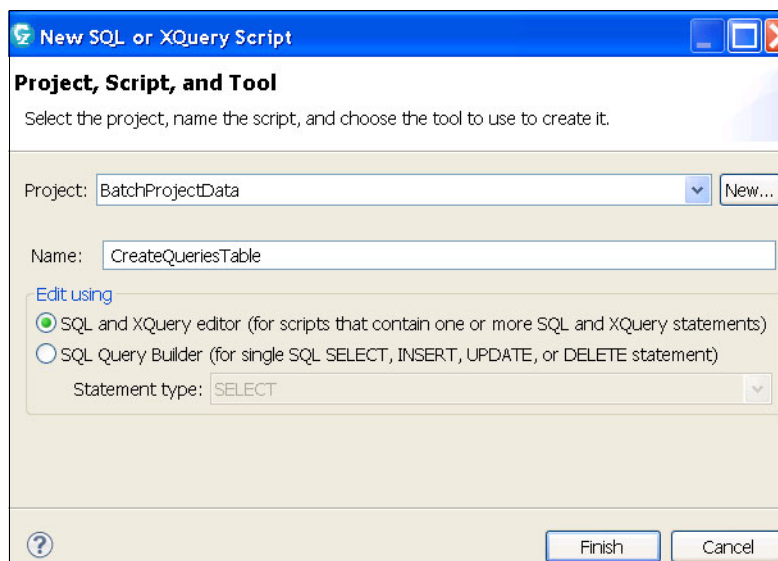 New SQL or XQuery Script
Project, Script, and Tool
Select the project, name the script, and choose the tool to use to create it.
Project: BatchProjectData New...
Name: CreateQueriesTable
Edit using
SQL and XQuery editor (for scripts that contain one or more SQL and XQuery statements)
SQL Query Builder (for single SQL SELECT, INSERT, UPDATE, or DELETE statement)
Statement type: SELECT
? Finish Cancel